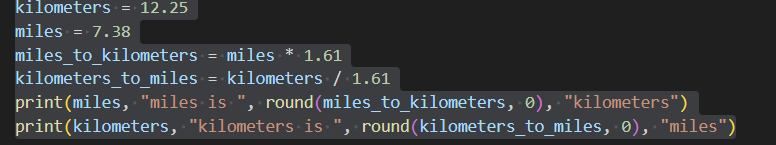 kilometers = 12.25
miles = 7.38
miles_to_kilometers = miles * 1.61
kilometers_to_miles = kilometers / 1.61
print(miles, "miles is ", round(miles_to_kilometers, 0), "kilometers")
print(kilometers, "kilometers is ", round(kilometers_to_miles, 0), "miles")